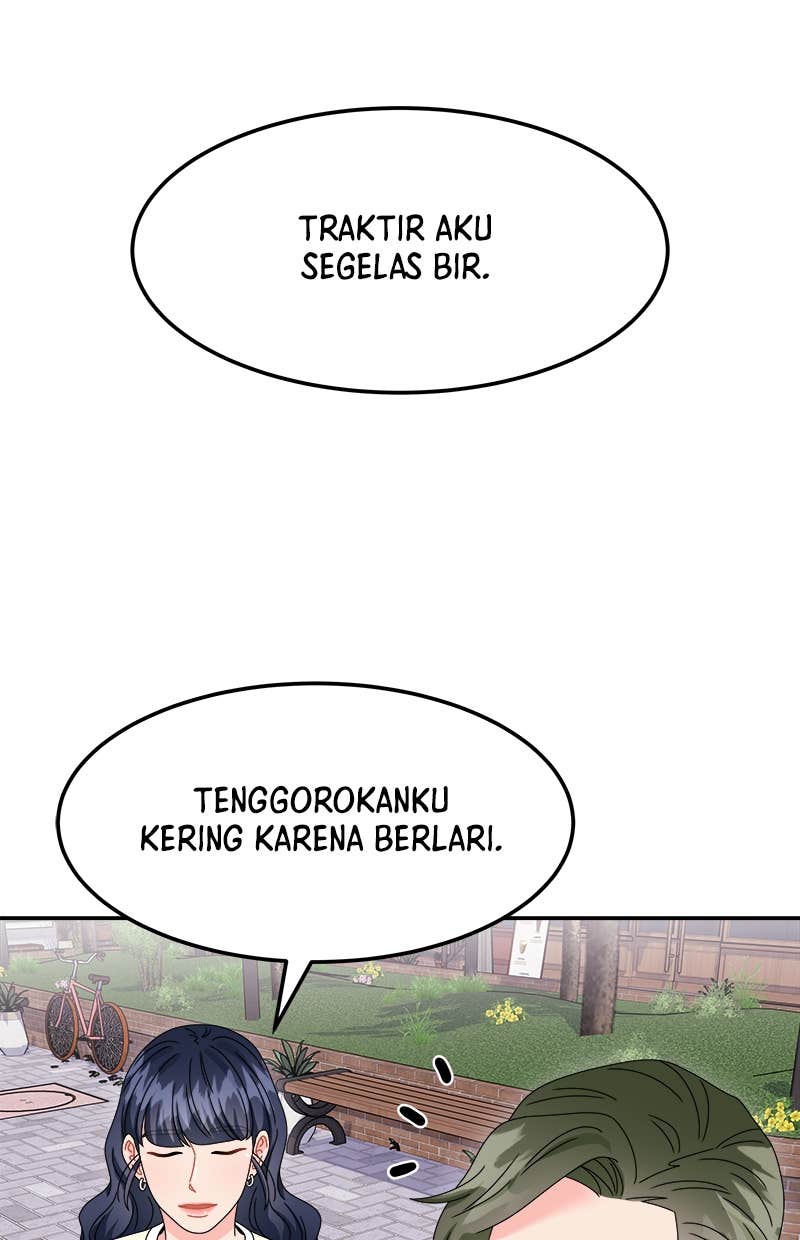 TRAKTIR AKU
SEGELAS BIR.
TENGGOROKANKU
KERING KARENA BERLARI.